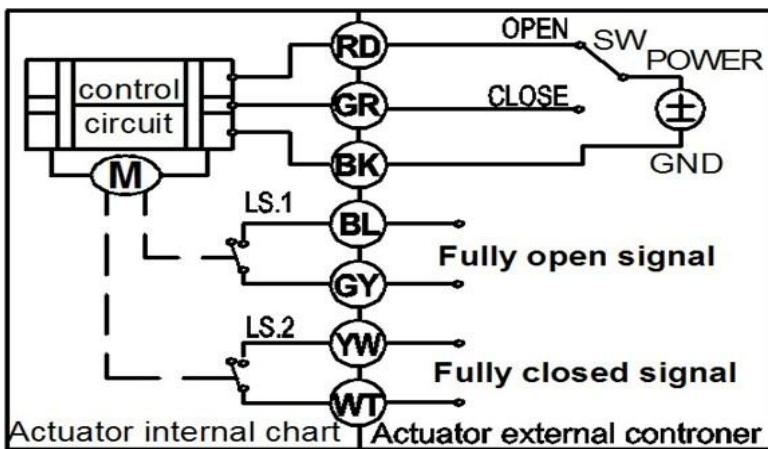 RD
OPEN
SW
POWER
control
circuit
GR
CLOSE
±
BK
GND
M
LS.1
BL
Fully open signal
GY
LS.2
YW
Fully closed signal
WT
Actuator internal chart
Actuator external controner